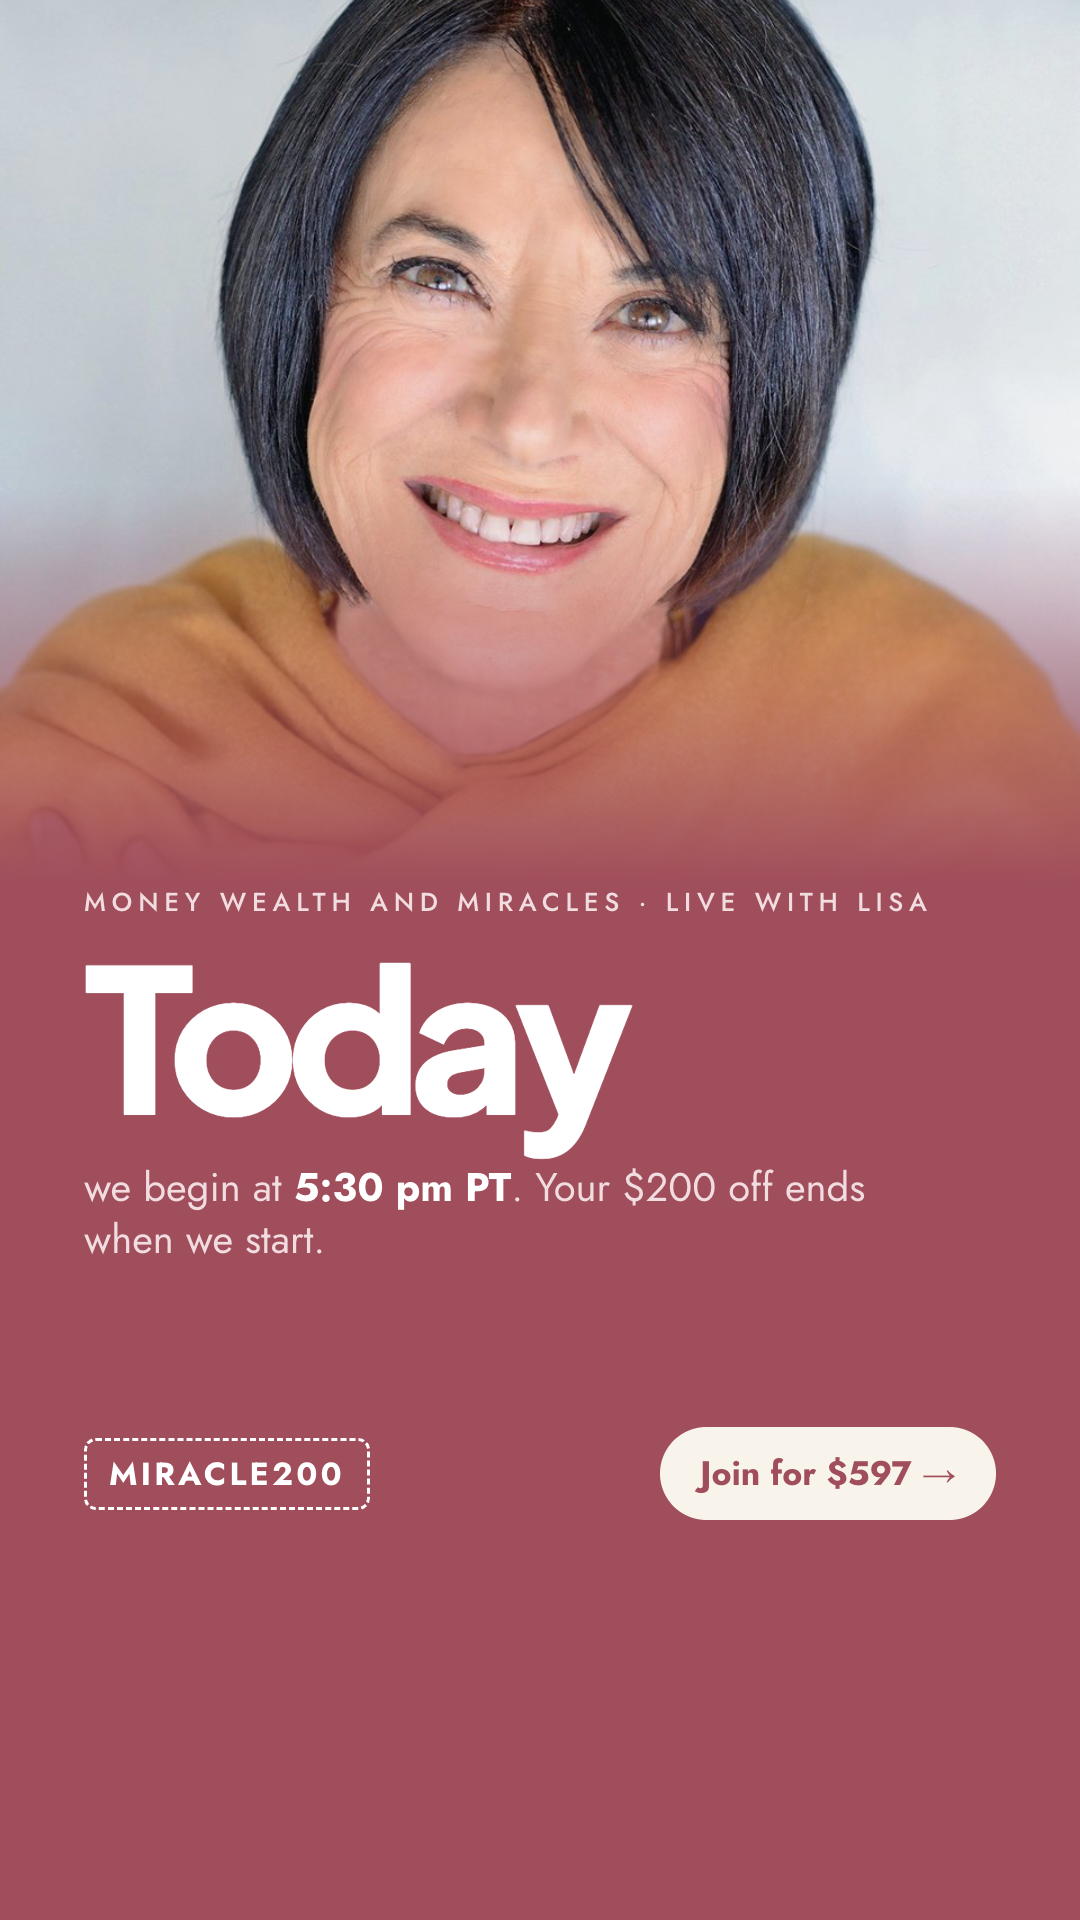 MONEY WEALTH AND MIRACLES · LIVE WITH LISA
Today
we begin at 5:30 pm PT. Your $200 off ends
when we start.
MIRACLE200
Join for $597 →